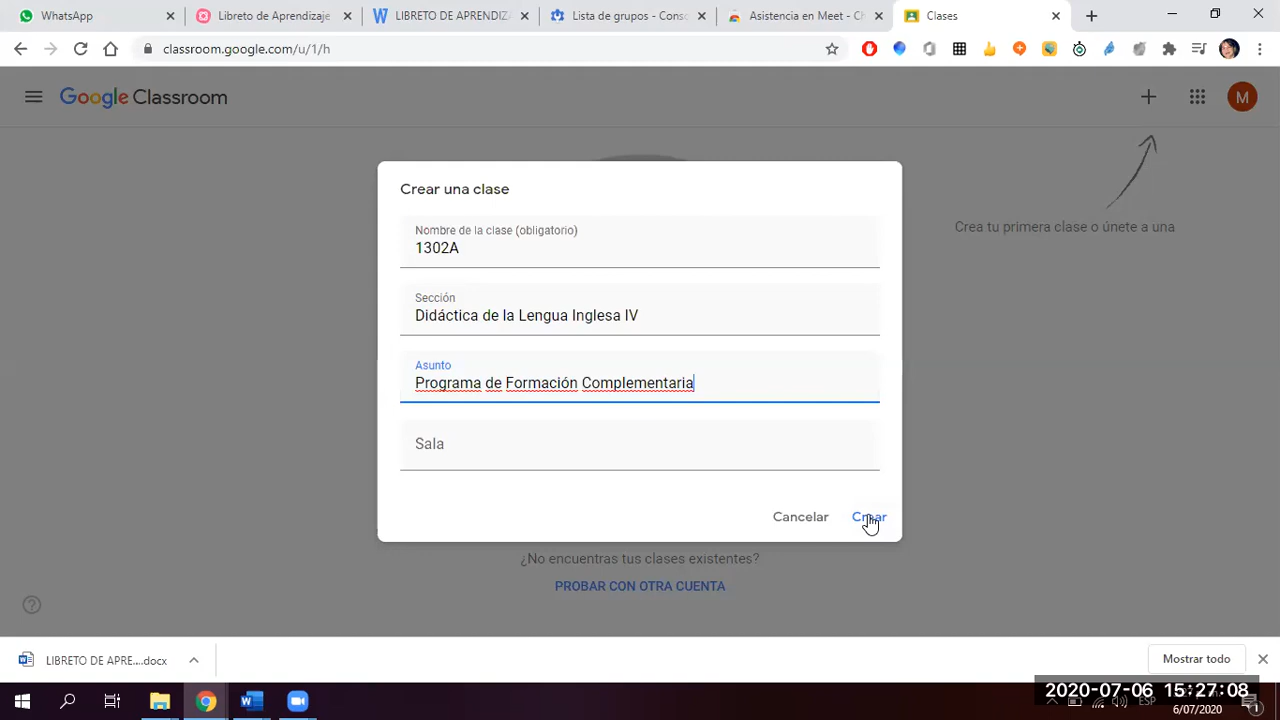 WhatsApp
Libreto de Aprendizaje
LIBRETO DE APRENDIZA
Lista de grupos - Conso
Asistencia en Meet - Ch
Clases
classroom.google.com/u/1/h
Google Classroom
M
Crea tu primera clase o únete a una
Crear una clase
Nombre de la clase (obligatorio)
1302A
Sección
Didáctica de la Lengua Inglesa IV
Asunto
Programa de Formación Complementaria
Sala
Cancelar
Crear
¿No encuentras tus clases existentes?
PROBAR CON OTRA CUENTA
LIBRETO DE APRE....docx
Mostrar todo
2020-07-06 15:27:08
ESP
6/07/2020